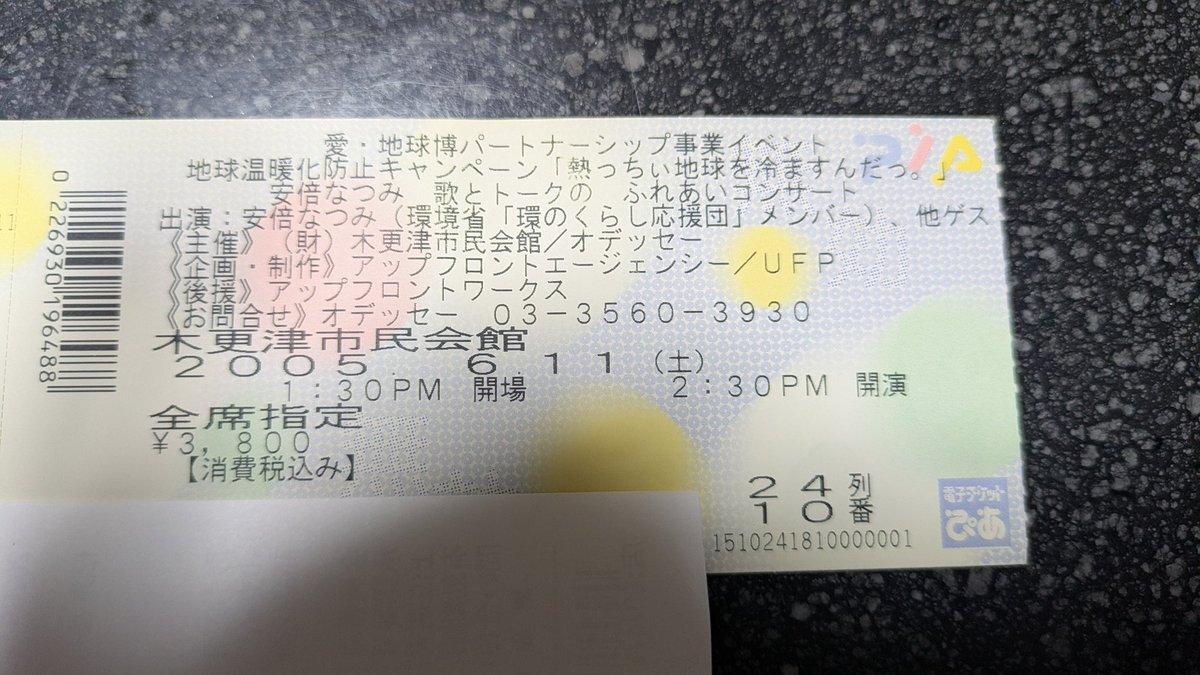 愛・地球博パートナーシップ事業イベント
地球温暖化防止キャンペーン「熱っちぃ地球を冷ますんだっ。」
安倍なつみ　歌とトークの　ふれあいコンサート
出演：安倍なつみ（環境省「環のくらし応援団」メンバー）、他ゲス
《主催》（財）木更津市民会館／オデッセー
《企画・制作》アップフロントエージェンシー／ＵＦＰ
《後援》アップフロントワークス
《お問合せ》オデッセー　０３－３５６０－３９３０
木更津市民会館
２００５．　６．１１（土）
１：３０ＰＭ　開場　　２：３０ＰＭ　開演
全席指定
￥３，８００
【消費税込み】
２４列
１０番
1510241810000001
電子チケット
ぴあ
PIA
0226930196488
11